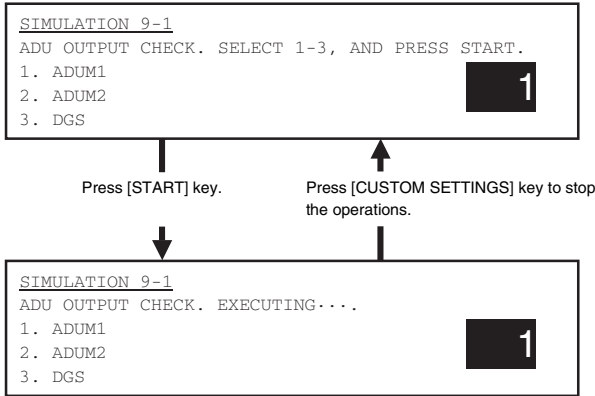 SIMULATION 9-1
ADU OUTPUT CHECK. SELECT 1-3, AND PRESS START.
1. ADUM1
2. ADUM2
3. DGS
1
Press [START] key.
Press [CUSTOM SETTINGS] key to stop
the operations.
SIMULATION 9-1
ADU OUTPUT CHECK. EXECUTING···.
1. ADUM1
2. ADUM2
3. DGS
1